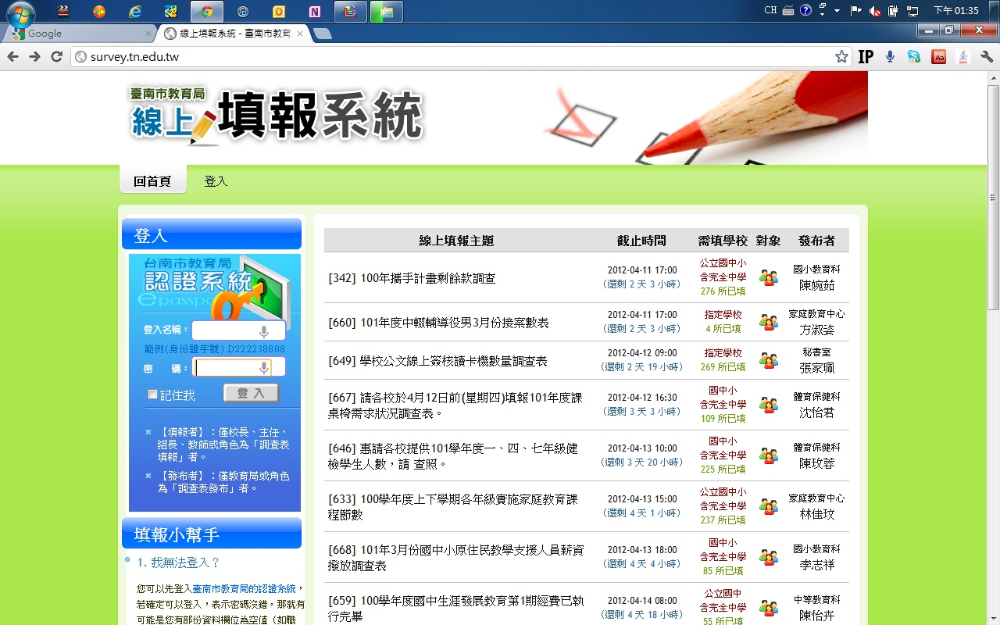 CH
下午 01:35
Google
線上填報系統 - 臺南市教育
survey.tn.edu.tw
IP
臺南市教育局
線上填報系統
回首頁
登入
登入
台南市教育局
認證系統
epasspo
登入名稱：
範例(身份證字號):D222238888
密 碼：
記住我
登 入
【填報者】：僅校長、主任、
組長、教師或角色為「調查表
填報」者。
【發布者】：僅教育局或角色
為「調查表發布」者。
填報小幫手
1. 我無法登入？
您可以先登入臺南市教育局的認證系統，
若確定可以登入，表示密碼沒錯。那就有
可能是您有部份資料欄位為空值（如職
線上填報主題 截止時間 需填學校 對象 發布者
[342] 100年攜手計畫剩餘款調查
2012-04-11 17:00
(還剩 2 天 3 小時)
公立國中小
含完全中學
276 所已填
國小教育科
陳婉茹
[660] 101年度中輟輔導役男3月份接案數表
2012-04-11 17:00
(還剩 2 天 3 小時)
指定學校
4 所已填
家庭教育中心
方淑姿
[649] 學校公文線上簽核讀卡機數量調查表
2012-04-12 09:00
(還剩 2 天 19 小時)
指定學校
269 所已填
秘書室
張家珮
[667] 請各校於4月12日前(星期四)填報101年度課
桌椅需求狀況調查表。
2012-04-12 16:30
(還剩 3 天 3 小時)
國中小
含完全中學
109 所已填
體育保健科
沈怡君
[646] 惠請各校提供101學年度一、四、七年級健
檢學生人數，請 查照。
2012-04-13 10:00
(還剩 3 天 20 小時)
國中小
含完全中學
225 所已填
體育保健科
陳玫蓉
[633] 100學年度上下學期各年級實施家庭教育課
程節數
2012-04-13 15:00
(還剩 4 天 1 小時)
公立國中小
含完全中學
237 所已填
家庭教育中心
林佳玟
[668] 101年3月份國中小原住民教學支援人員薪資
撥放調查表
2012-04-13 18:00
(還剩 4 天 4 小時)
國中小
含完全中學
85 所已填
國小教育科
李志祥
[659] 100學年度國中生涯發展教育第1期經費已執
行完畢
2012-04-14 08:00
(還剩 4 天 18 小時)
公立國中
含完全中學
55 所已填
中等教育科
陳怡卉